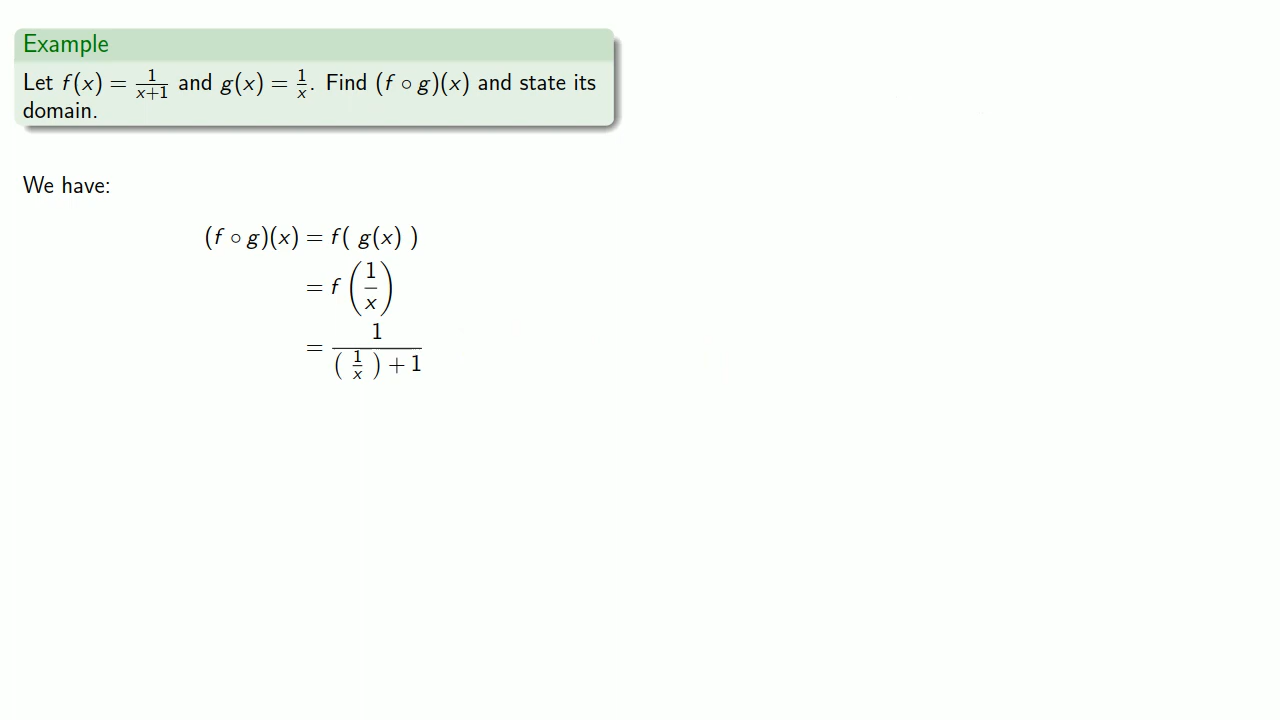 Example
Let f(x) = 1/(x+1) and g(x) = 1/x. Find (f ∘ g)(x) and state its
domain.
We have:
(f ∘ g)(x) = f( g(x) )
= f (1/x)
= 1/(( 1/x ) + 1)